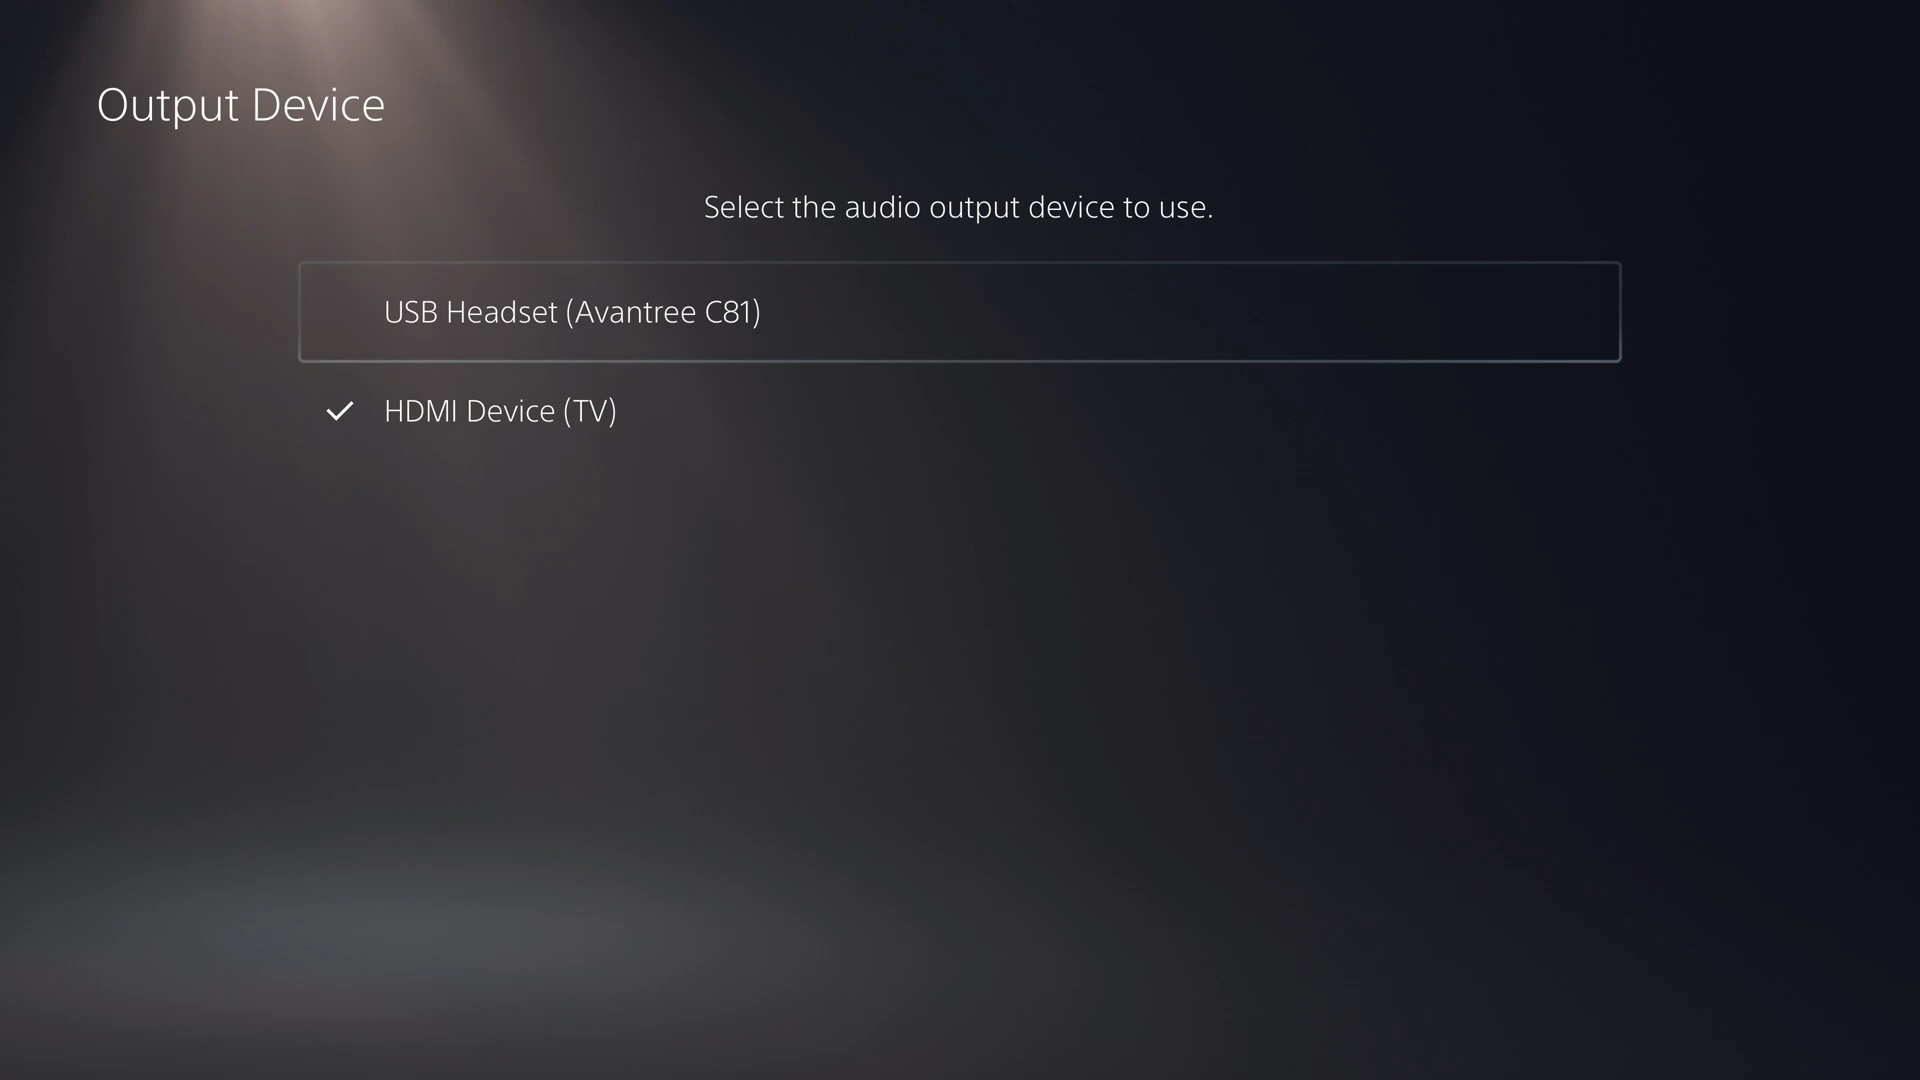 Output Device
Select the audio output device to use.
USB Headset (Avantree C81)
HDMI Device (TV)